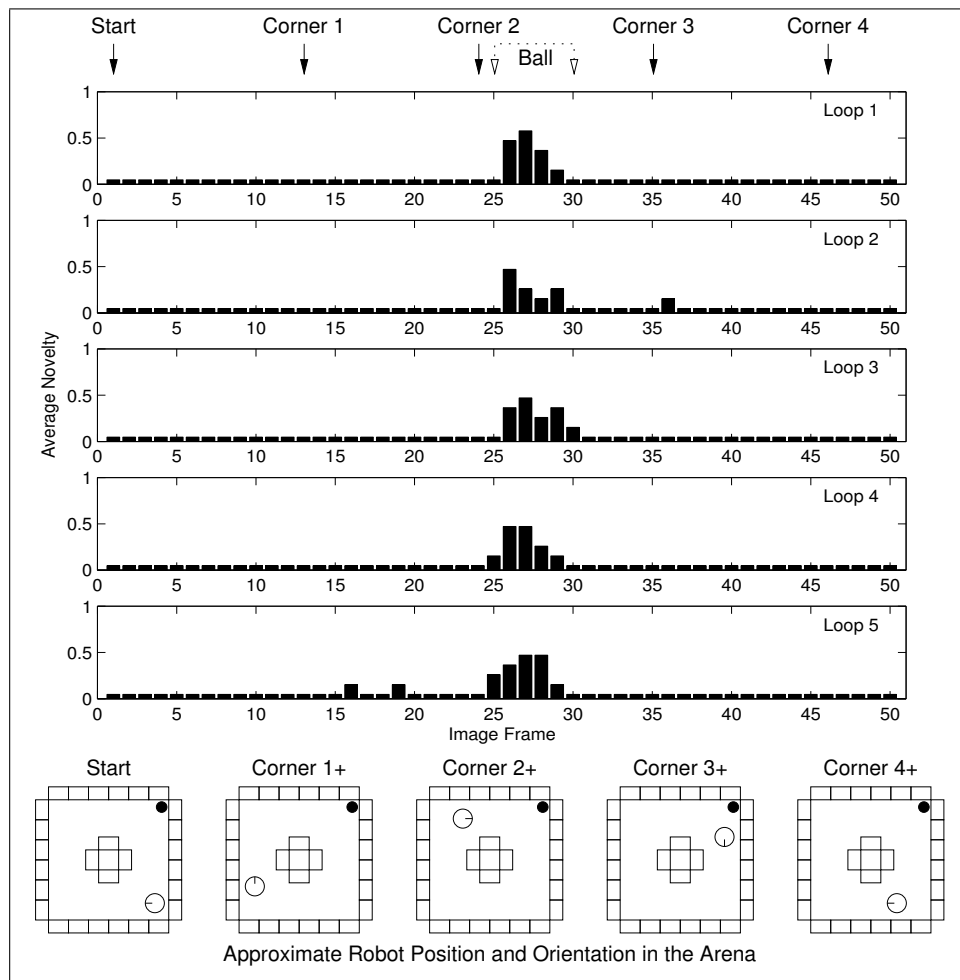 Start Corner 1 Corner 2 Corner 3 Corner 4
Ball
1
0.5
0
Loop 1
0 5 10 15 20 25 30 35 40 45 50
1
0.5
0
Loop 2
0 5 10 15 20 25 30 35 40 45 50
Average Novelty
1
0.5
0
Loop 3
0 5 10 15 20 25 30 35 40 45 50
1
0.5
0
Loop 4
0 5 10 15 20 25 30 35 40 45 50
1
0.5
0
Loop 5
0 5 10 15 20 25 30 35 40 45 50
Image Frame
Start Corner 1+ Corner 2+ Corner 3+ Corner 4+
Approximate Robot Position and Orientation in the Arena